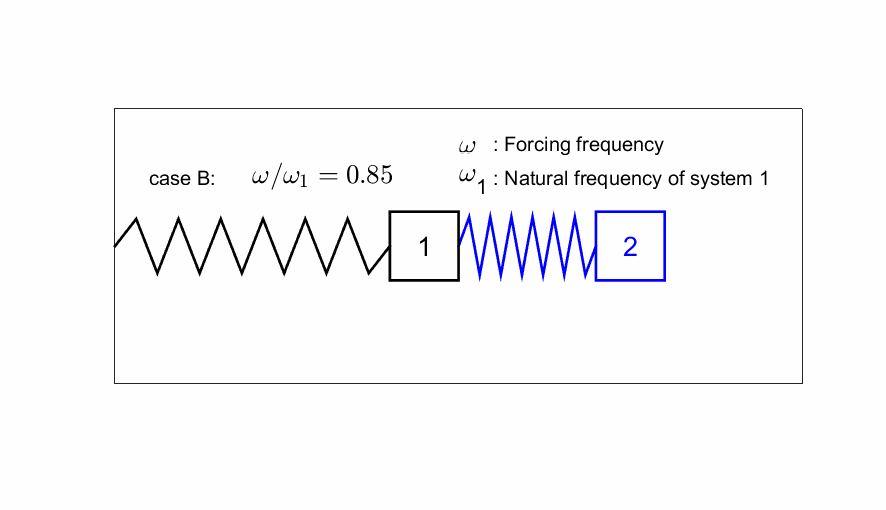 ω : Forcing frequency
case B: ω/ω₁ = 0.85 ω₁ : Natural frequency of system 1
1 2